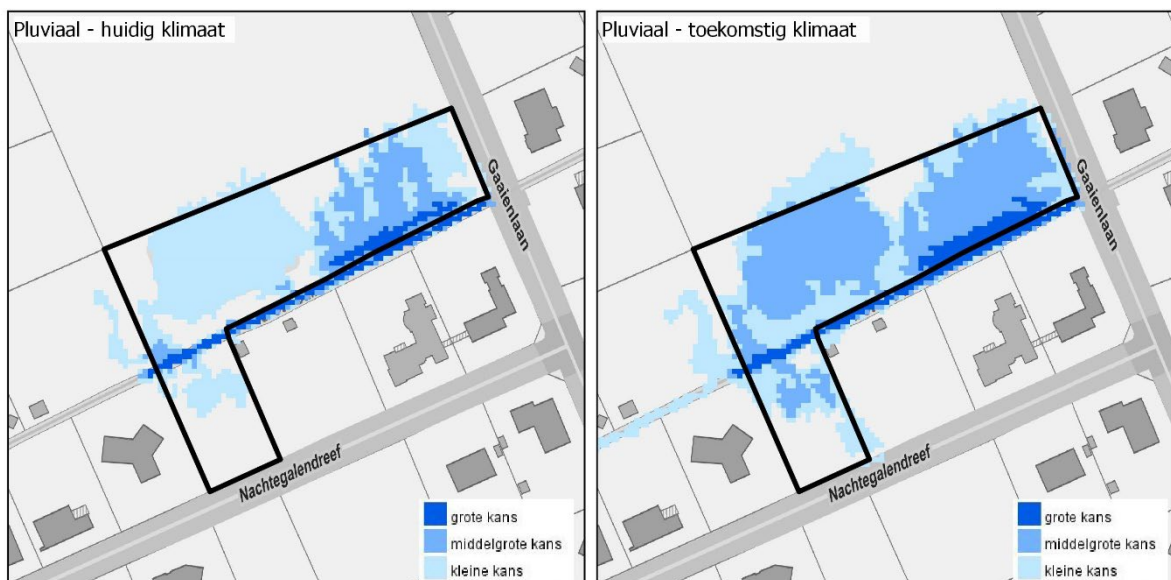 Pluviaal - huidig klimaat
Gaaienlaan
Nachtegalendreef
grote kans
middelgrote kans
kleine kans
Pluviaal - toekomstig klimaat
Gaaienlaan
Nachtegalendreef
grote kans
middelgrote kans
kleine kans